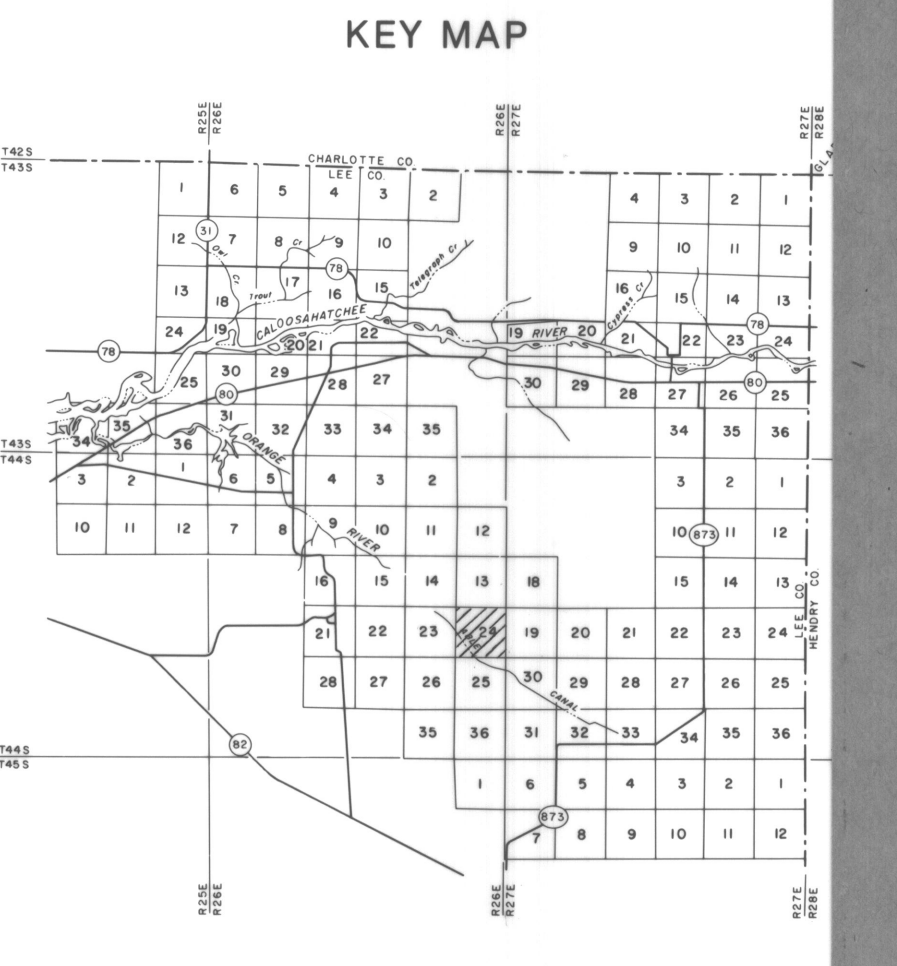 KEY MAP
R25E R26E R26E R27E R27E R28E
T42S
T43S
CHARLOTTE CO.
LEE CO.
GLA
1 6 5 4 3 2 4 3 2 1
31
12 7 8 Cr 9 10 Telegraph Cr 9 10 11 12
Owl Cr
78
13 18 Trout 17 16 15 16 Cypress Cr 15 14 13
CALOOSAHATCHEE
24 19 20 21 22 19 RIVER 20 21 22 23 24
78
78
25 30 29 28 27 30 29 28 27 26 25
80
80
34 35 36 31 32 33 34 35 34 35 36
ORANGE
T43S
T44S
3 2 1 6 5 4 3 2 3 2 1
10 11 12 7 8 9 10 11 12 10 873 11 12
RIVER
16 15 14 13 18 15 14 13
LEE CO.
HENDRY CO.
21 22 23 24 19 20 21 22 23 24
28 27 26 25 30 29 28 27 26 25
CANAL
35 36 31 32 33 34 35 36
82
T44S
T45S
1 6 5 4 3 2 1
873
7 8 9 10 11 12
R25E R26E R26E R27E R27E R28E